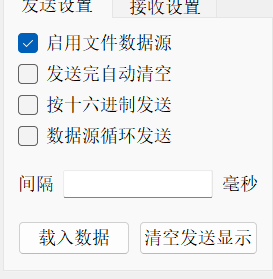 发送设置 接收设置
启用文件数据源
发送完自动清空
按十六进制发送
数据源循环发送
间隔 毫秒
载入数据 清空发送显示